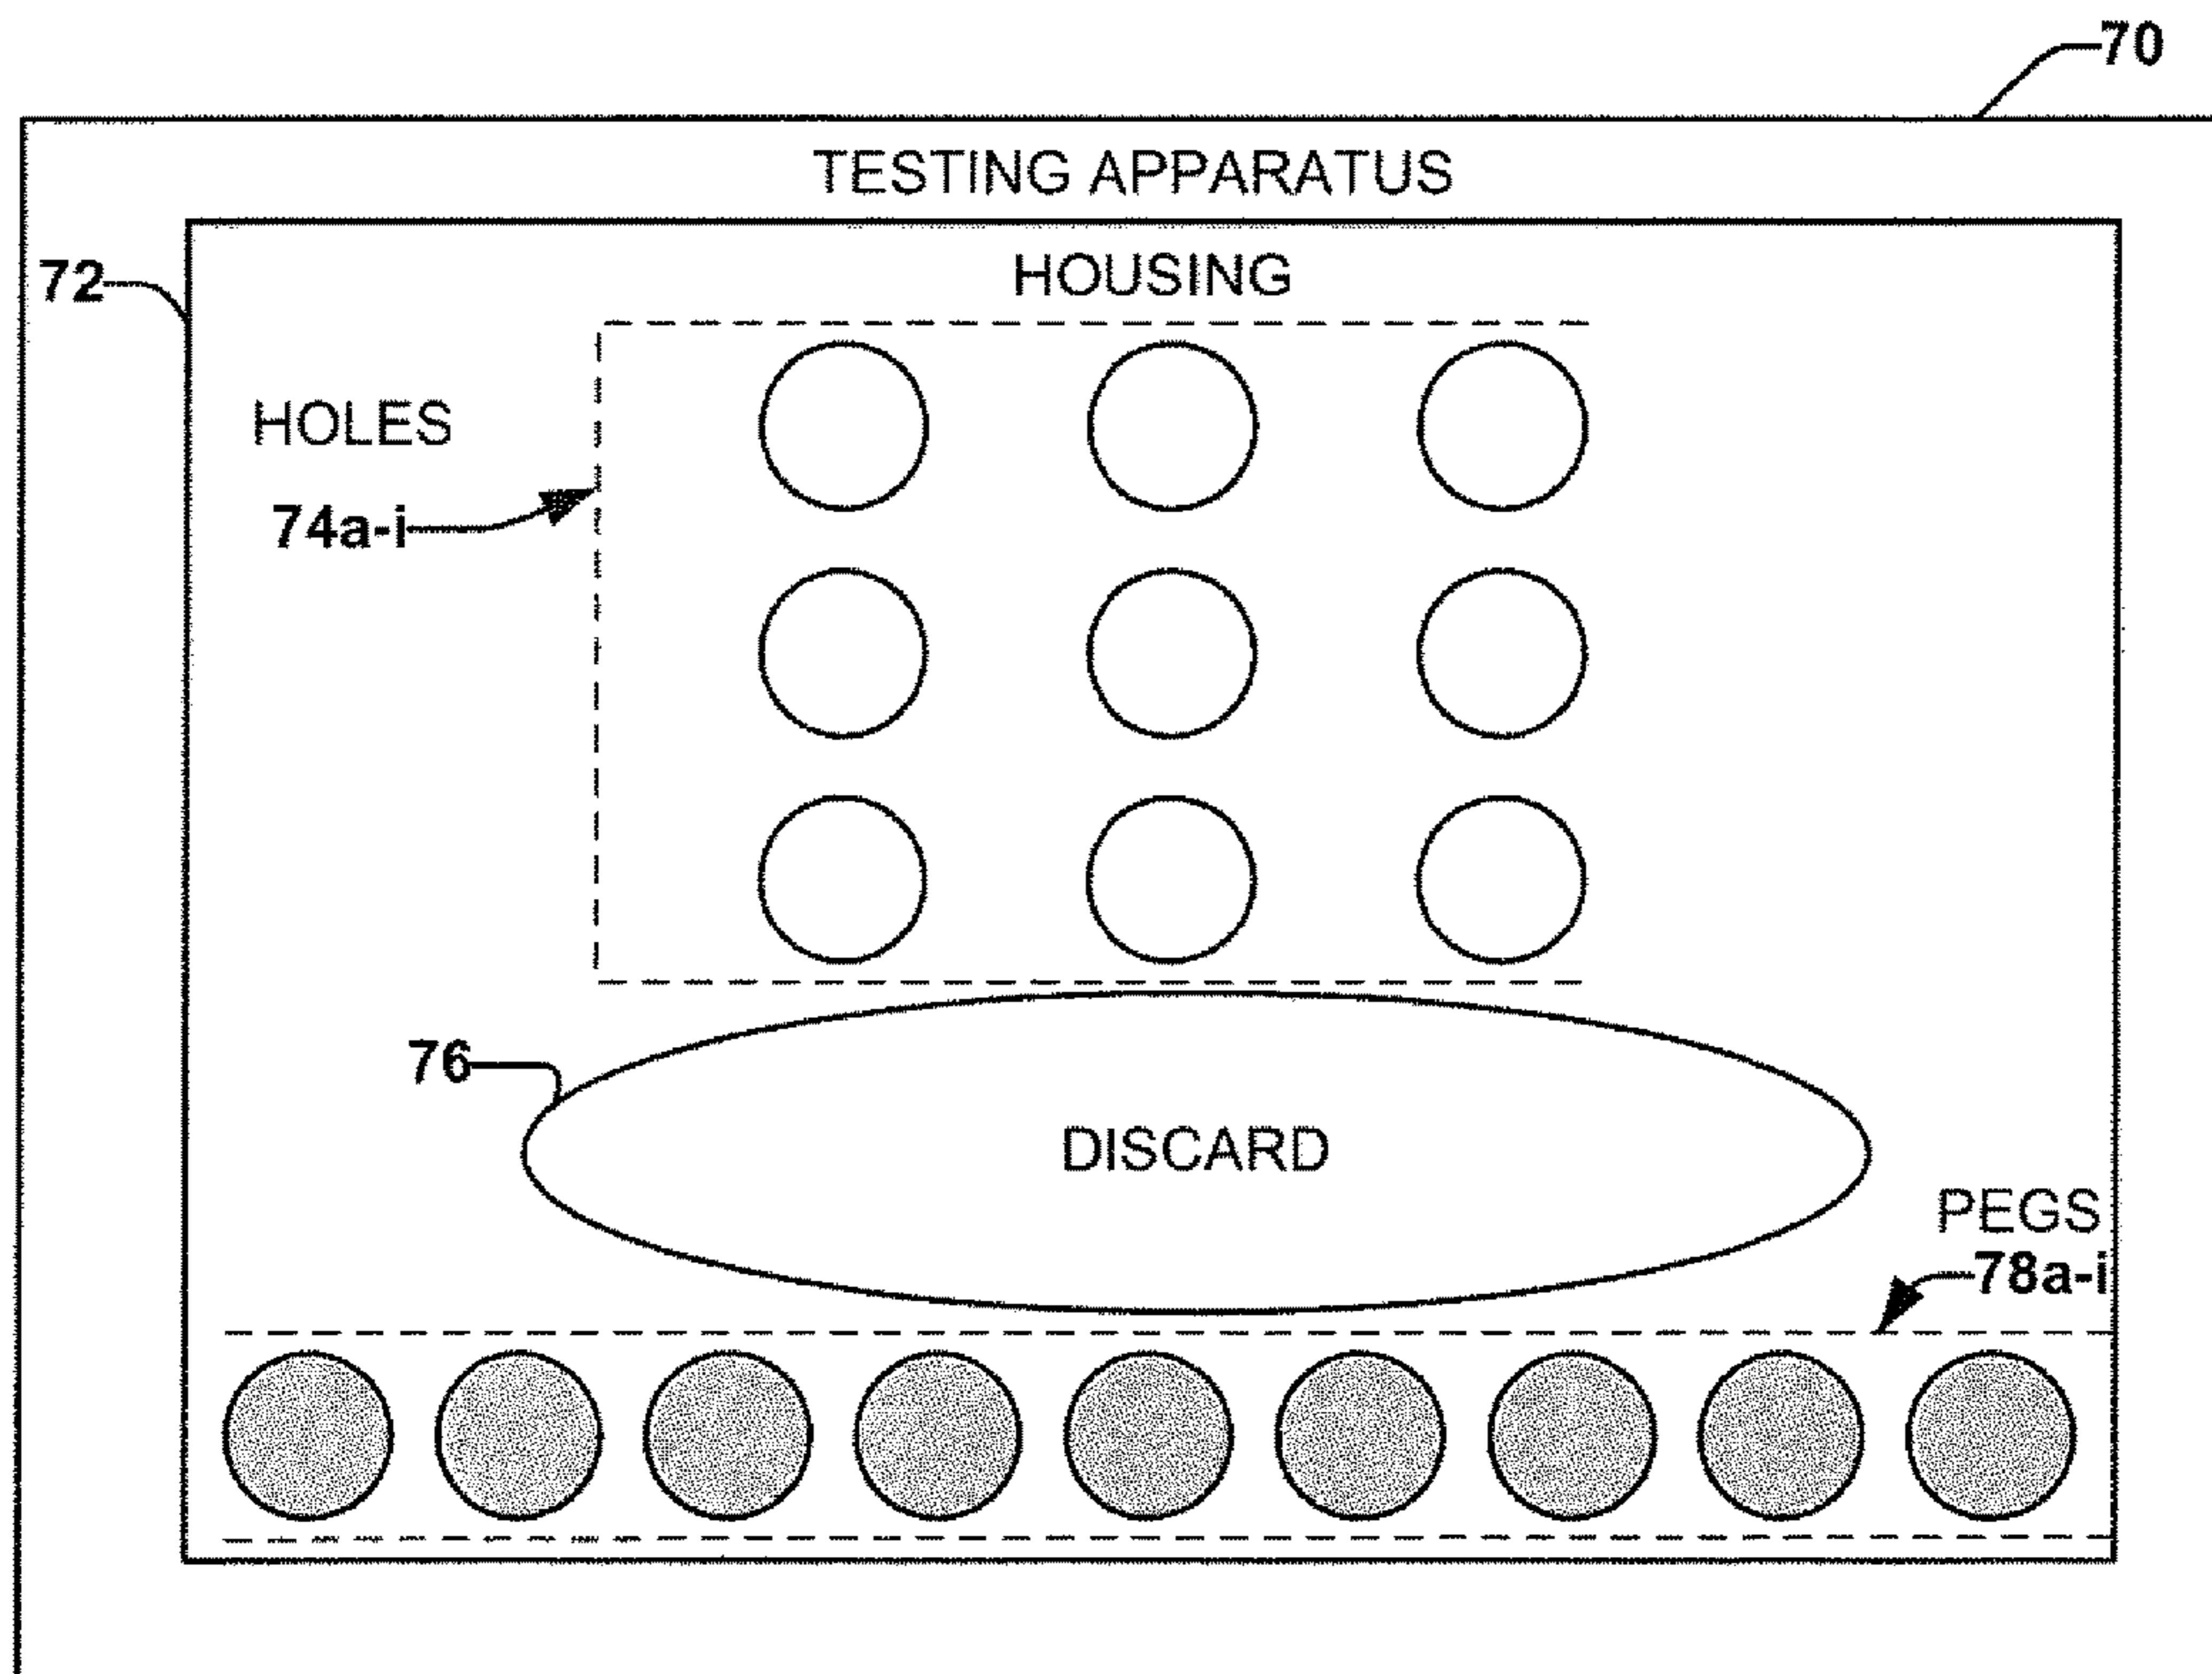 70
TESTING APPARATUS
72
HOUSING
HOLES
74a-i
76
DISCARD
PEGS
78a-i